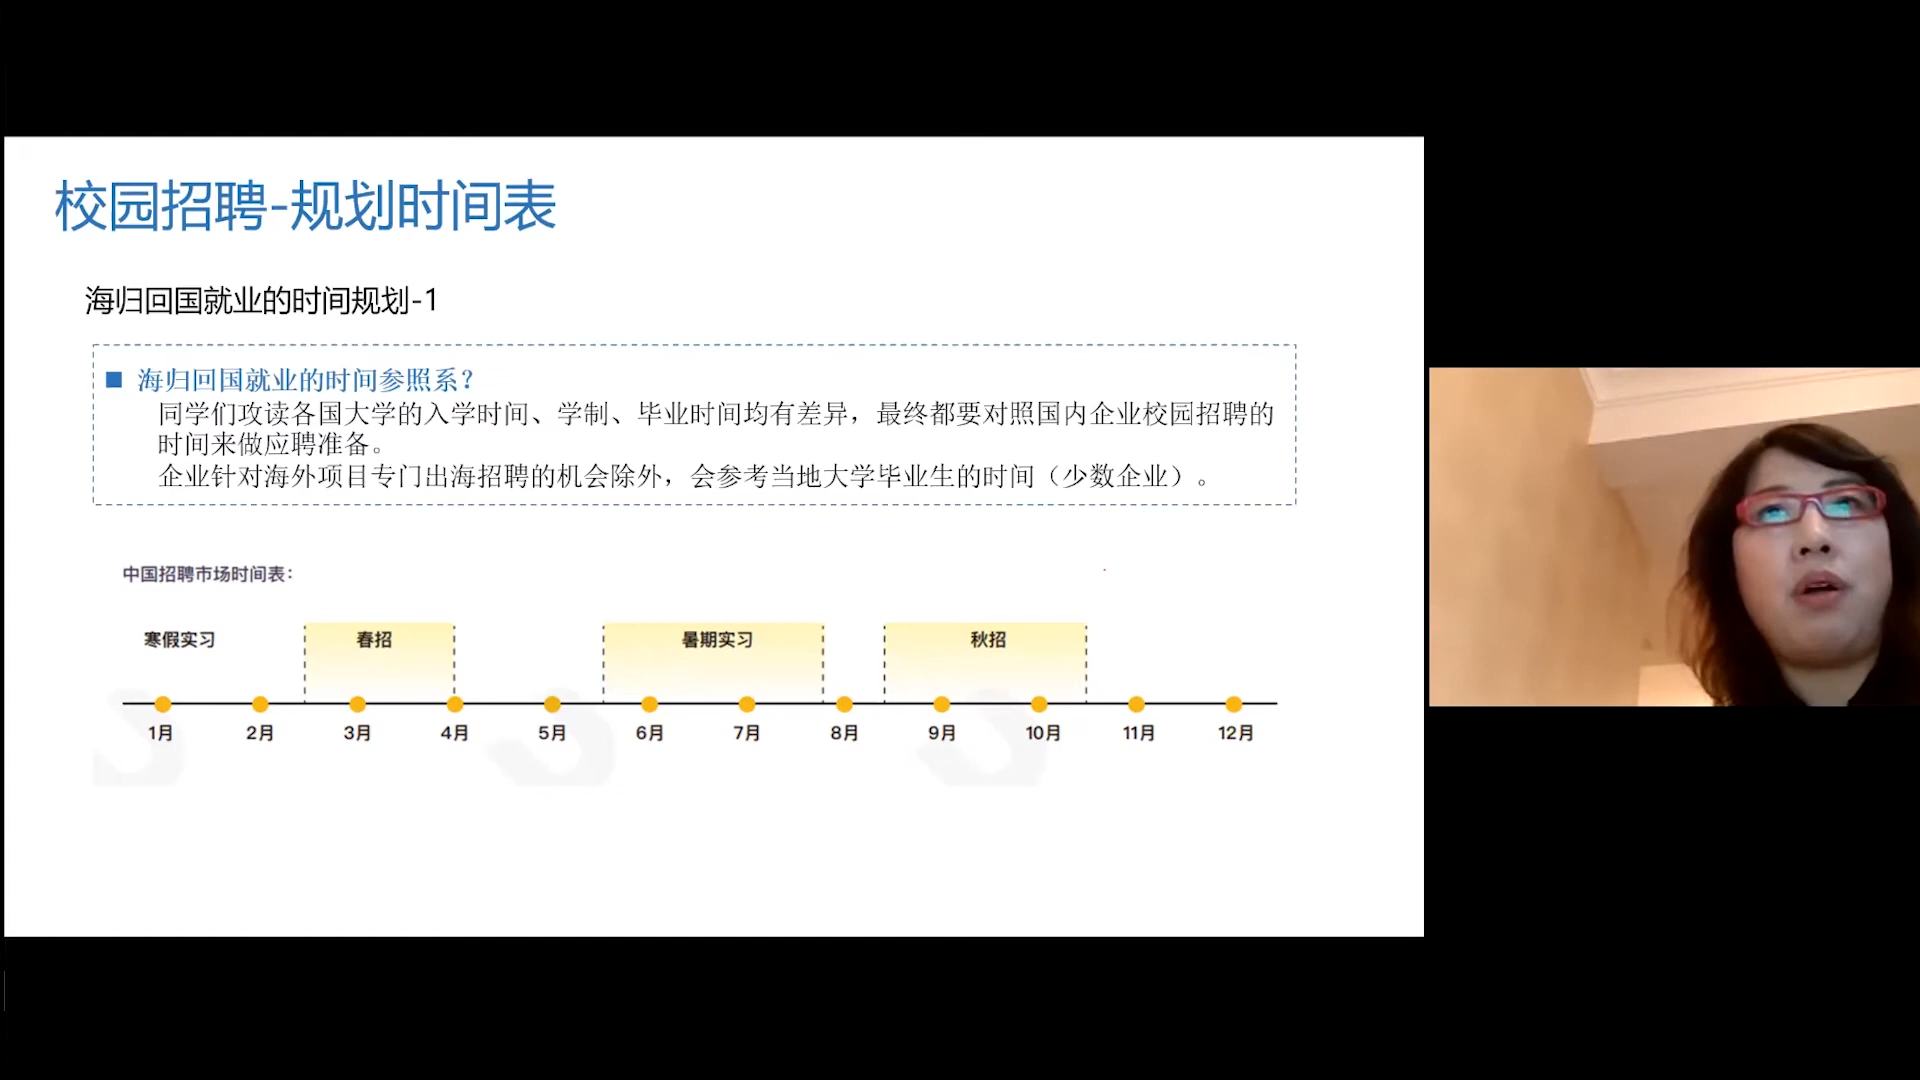 校园招聘-规划时间表
海归回国就业的时间规划-1
■ 海归回国就业的时间参照系？
同学们攻读各国大学的入学时间、学制、毕业时间均有差异，最终都要对照国内企业校园招聘的
时间来做应聘准备。
企业针对海外项目专门出海招聘的机会除外，会参考当地大学毕业生的时间（少数企业）。
中国招聘市场时间表：
寒假实习 春招 暑期实习 秋招
1月 2月 3月 4月 5月 6月 7月 8月 9月 10月 11月 12月